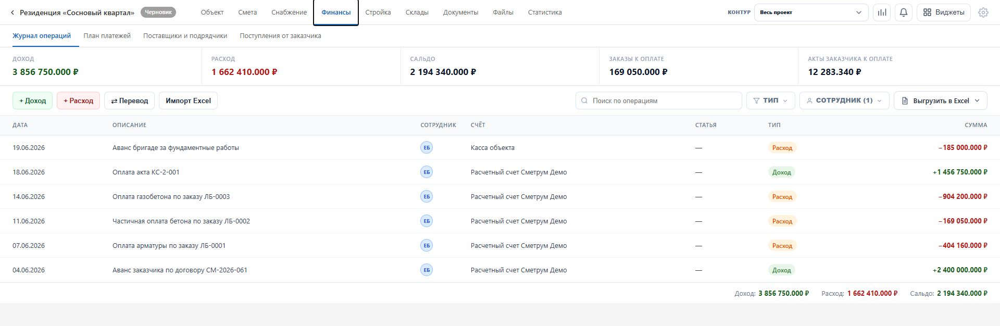 Резиденция «Сосновый квартал» Черновик Объект Смета Снабжение Финансы Стройка Склады Документы Файлы Статистика КОНТУР Весь проект Виджеты
Журнал операций План платежей Поставщики и подрядчики Поступления от заказчика
ДОХОД РАСХОД САЛЬДО ЗАКАЗЫ К ОПЛАТЕ АКТЫ ЗАКАЗЧИКА К ОПЛАТЕ
3 856 750.000 ₽ 1 662 410.000 ₽ 2 194 340.000 ₽ 169 050.000 ₽ 12 283.340 ₽
+ Доход + Расход ⇄ Перевод Импорт Excel Поиск по операциям ТИП СОТРУДНИК (1) Выгрузить в Excel
ДАТА ОПИСАНИЕ СОТРУДНИК СЧЁТ СТАТЬЯ ТИП СУММА
19.06.2026 Аванс бригаде за фундаментные работы ЕБ Касса объекта — Расход −185 000.000 ₽
18.06.2026 Оплата акта КС-2-001 ЕБ Расчетный счет Сметрум Демо — Доход +1 456 750.000 ₽
14.06.2026 Оплата газобетона по заказу ЛБ-0003 ЕБ Расчетный счет Сметрум Демо — Расход −904 200.000 ₽
11.06.2026 Частичная оплата бетона по заказу ЛБ-0002 ЕБ Расчетный счет Сметрум Демо — Расход −169 050.000 ₽
07.06.2026 Оплата арматуры по заказу ЛБ-0001 ЕБ Расчетный счет Сметрум Демо — Расход −404 160.000 ₽
04.06.2026 Аванс заказчика по договору СМ-2026-061 ЕБ Расчетный счет Сметрум Демо — Доход +2 400 000.000 ₽
Доход: 3 856 750.000 ₽ Расход: 1 662 410.000 ₽ Сальдо: 2 194 340.000 ₽